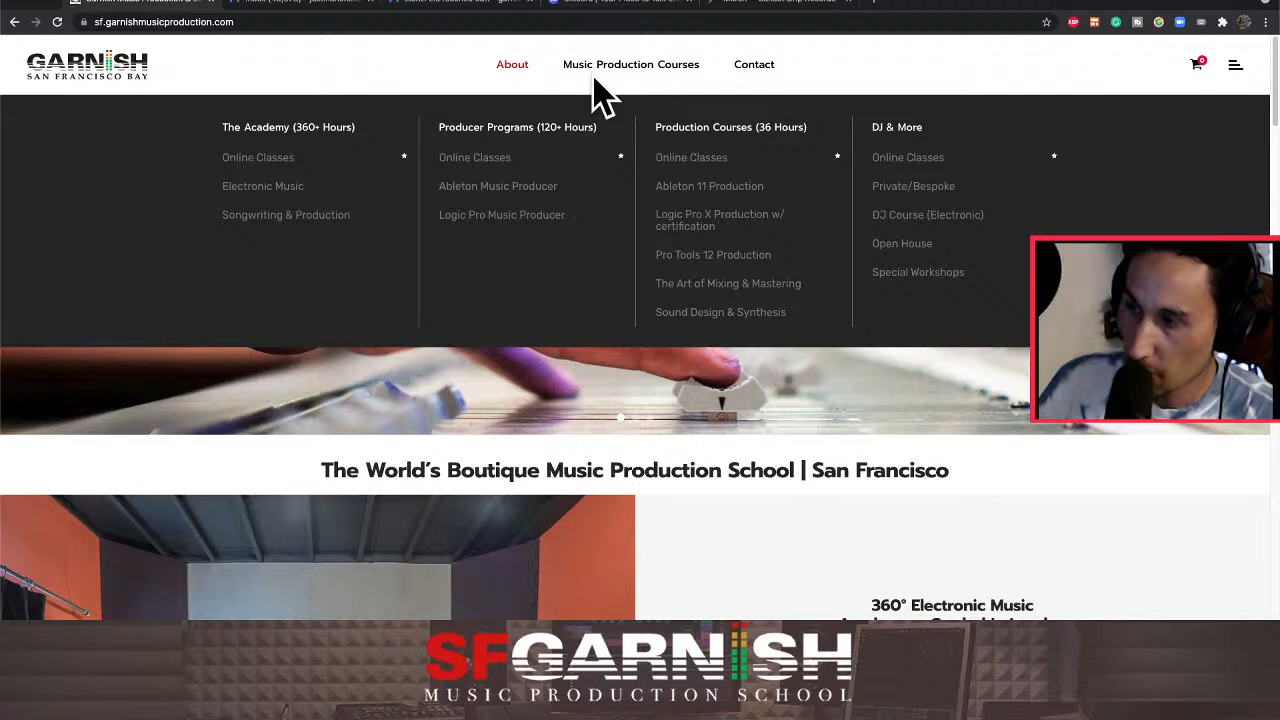 sf.garnishmusicproduction.com
GARNISH
SAN FRANCISCO BAY
About
Music Production Courses
Contact
0
The Academy (360+ Hours)
Online Classes
Electronic Music
Songwriting & Production
Producer Programs (120+ Hours)
Online Classes
Ableton Music Producer
Logic Pro Music Producer
Production Courses (36 Hours)
Online Classes
Ableton 11 Production
Logic Pro X Production w/
certification
Pro Tools 12 Production
The Art of Mixing & Mastering
Sound Design & Synthesis
DJ & More
Online Classes
Private/Bespoke
DJ Course (Electronic)
Open House
Special Workshops
The World's Boutique Music Production School | San Francisco
360° Electronic Music
SFGARNISH
MUSIC PRODUCTION SCHOOL